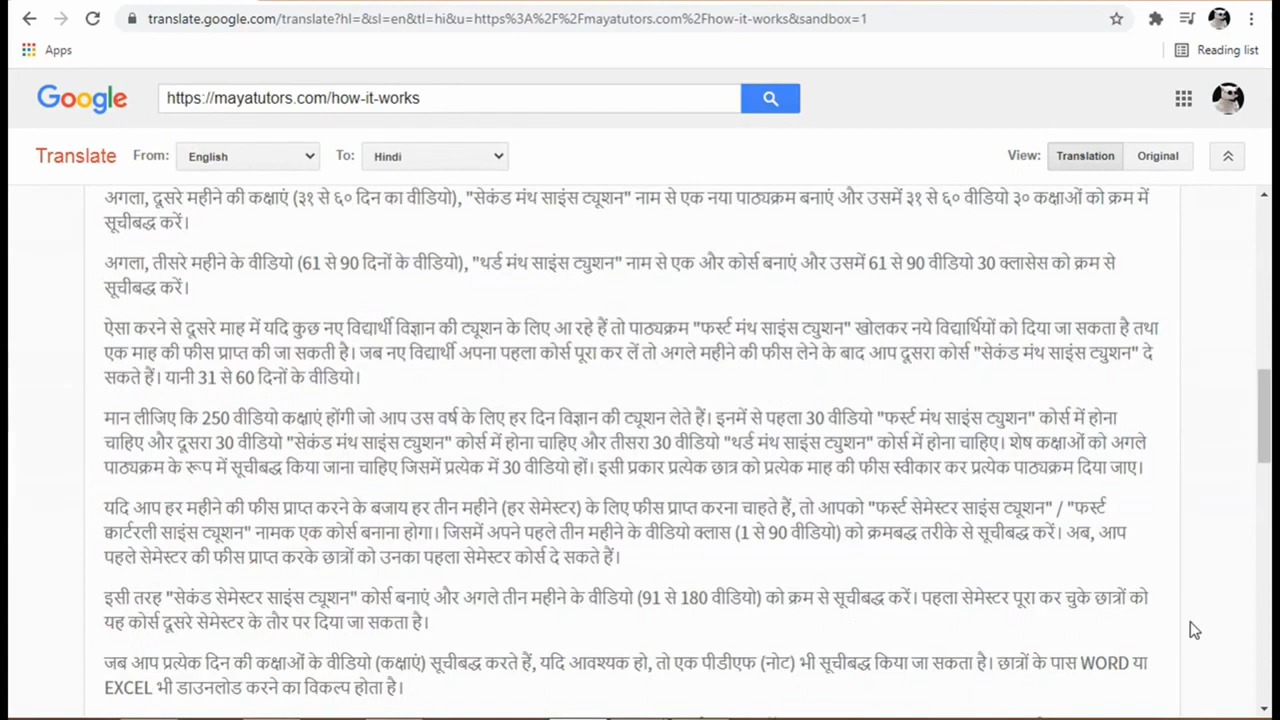 translate.google.com/translate?hl=&sl=en&tl=hi&u=https%3A%2F%2Fmayatutors.com%2Fhow-it-works&sandbox=1
Apps
Reading list
Google
https://mayatutors.com/how-it-works
Translate From: English To: Hindi View: Translation Original
अगला, दूसरे महीने की कक्षाएं (३१ से ६० दिन का वीडियो), "सेकंड मंथ साइंस ट्यूशन" नाम से एक नया पाठ्यक्रम बनाएं और उसमें ३१ से ६० वीडियो ३० कक्षाओं को क्रम में
सूचीबद्ध करें।
अगला, तीसरे महीने के वीडियो (61 से 90 दिनों के वीडियो), "थर्ड मंथ साइंस ट्युशन" नाम से एक और कोर्स बनाएं और उसमें 61 से 90 वीडियो 30 क्लासेस को क्रम से
सूचीबद्ध करें।
ऐसा करने से दूसरे माह में यदि कुछ नए विद्यार्थी विज्ञान की ट्यूशन के लिए आ रहे हैं तो पाठ्यक्रम "फर्स्ट मंथ साइंस ट्युशन" खोलकर नये विद्यार्थियों को दिया जा सकता है तथा
एक माह की फीस प्राप्त की जा सकती है। जब नए विद्यार्थी अपना पहला कोर्स पूरा कर लें तो अगले महीने की फीस लेने के बाद आप दूसरा कोर्स "सेकंड मंथ साइंस ट्युशन" दे
सकते हैं। यानी 31 से 60 दिनों के वीडियो।
मान लीजिए कि 250 वीडियो कक्षाएं होंगी जो आप उस वर्ष के लिए हर दिन विज्ञान की ट्यूशन लेते हैं। इनमें से पहला 30 वीडियो "फर्स्ट मंथ साइंस ट्युशन" कोर्स में होना
चाहिए और दूसरा 30 वीडियो "सेकंड मंथ साइंस ट्युशन" कोर्स में होना चाहिए और तीसरा 30 वीडियो "थर्ड मंथ साइंस ट्युशन" कोर्स में होना चाहिए। शेष कक्षाओं को अगले
पाठ्यक्रम के रूप में सूचीबद्ध किया जाना चाहिए जिसमें प्रत्येक में 30 वीडियो हों। इसी प्रकार प्रत्येक छात्र को प्रत्येक माह की फीस स्वीकार कर प्रत्येक पाठ्यक्रम दिया जाए।
यदि आप हर महीने की फीस प्राप्त करने के बजाय हर तीन महीने (हर सेमेस्टर) के लिए फीस प्राप्त करना चाहते हैं, तो आपको "फर्स्ट सेमेस्टर साइंस ट्यूशन" / "फर्स्ट
क्वार्टरली साइंस ट्यूशन" नामक एक कोर्स बनाना होगा। जिसमें अपने पहले तीन महीने के वीडियो क्लास (1 से 90 वीडियो) को क्रमबद्ध तरीके से सूचीबद्ध करें। अब, आप
पहले सेमेस्टर की फीस प्राप्त करके छात्रों को उनका पहला सेमेस्टर कोर्स दे सकते हैं।
इसी तरह "सेकंड सेमेस्टर साइंस ट्यूशन" कोर्स बनाएं और अगले तीन महीने के वीडियो (91 से 180 वीडियो) को क्रम से सूचीबद्ध करें। पहला सेमेस्टर पूरा कर चुके छात्रों को
यह कोर्स दूसरे सेमेस्टर के तौर पर दिया जा सकता है।
जब आप प्रत्येक दिन की कक्षाओं के वीडियो (कक्षाएं) सूचीबद्ध करते हैं, यदि आवश्यक हो, तो एक पीडीएफ (नोट) भी सूचीबद्ध किया जा सकता है। छात्रों के पास WORD या
EXCEL भी डाउनलोड करने का विकल्प होता है।